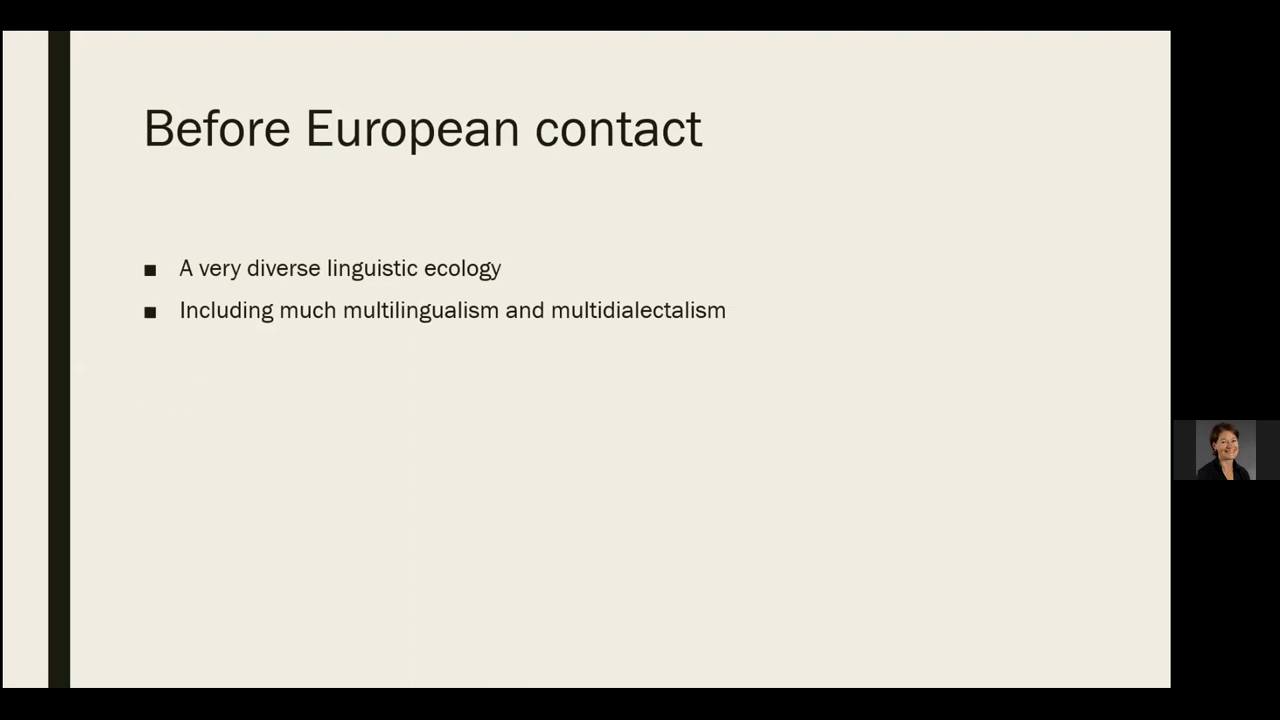 Before European contact
■ A very diverse linguistic ecology
■ Including much multilingualism and multidialectalism